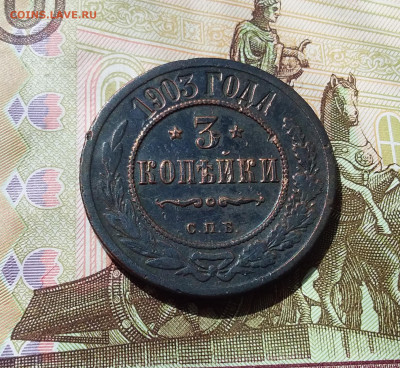 COINS.LAVE.RU
1903 ГОДА
3
КОПѢЙКИ
С.П.Б.